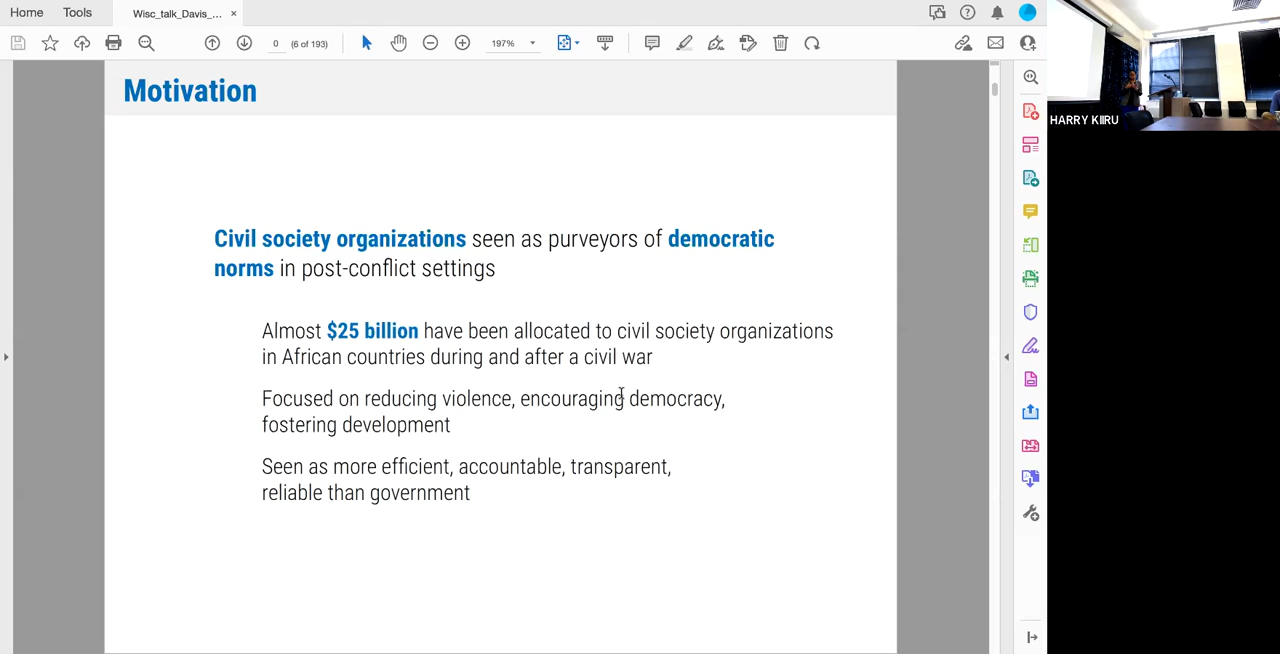 Home
Tools
Wisc_talk_Davis_... ×
0 (6 of 193)
197%
Motivation
Civil society organizations seen as purveyors of democratic
norms in post-conflict settings
Almost $25 billion have been allocated to civil society organizations
in African countries during and after a civil war
Focused on reducing violence, encouraging democracy,
fostering development
Seen as more efficient, accountable, transparent,
reliable than government
HARRY KIIRU